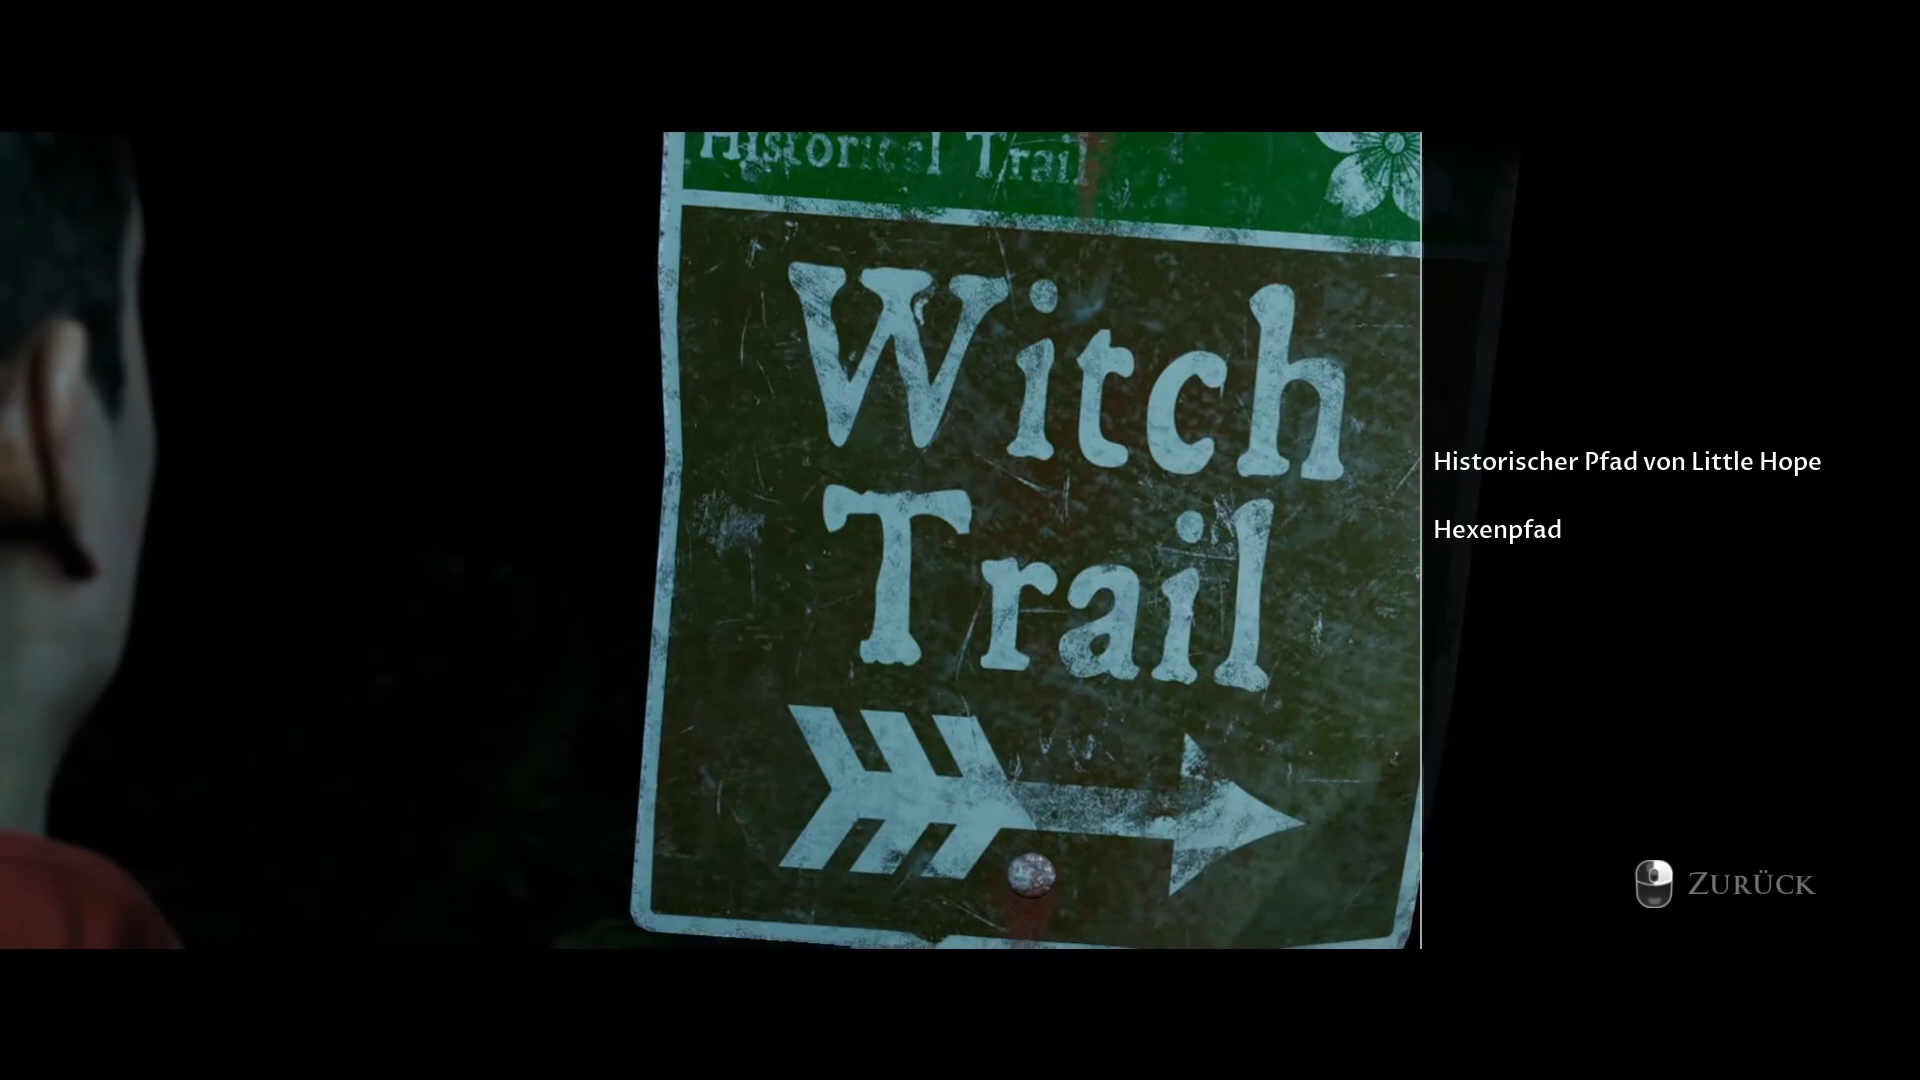 Historical Trail
Witch
Trail
Historischer Pfad von Little Hope
Hexenpfad
Zurück